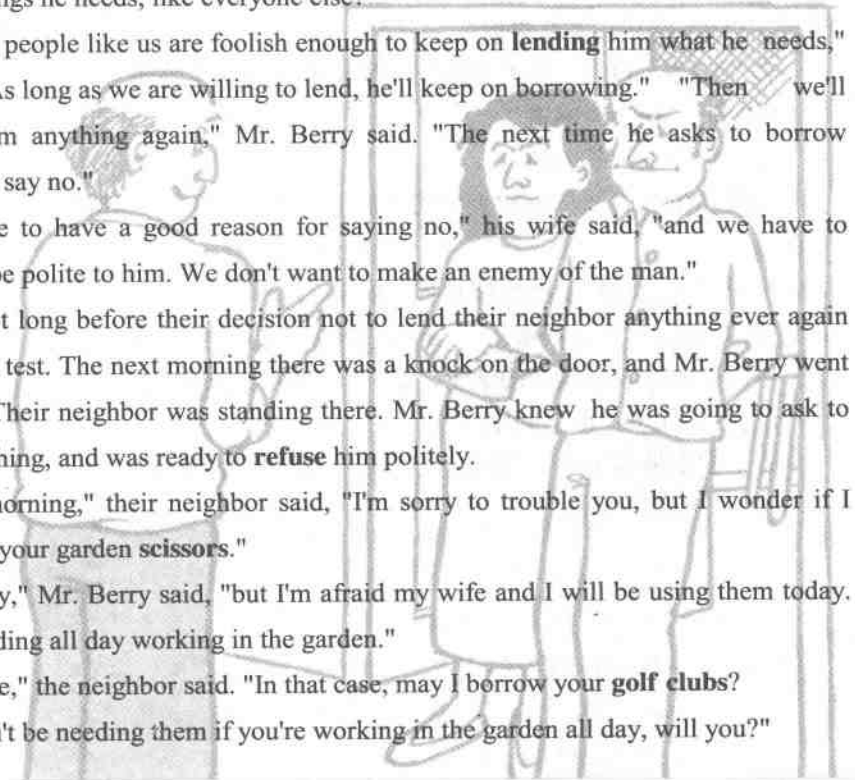 people like us are foolish enough to keep on lending him what he needs,"
As long as we are willing to lend, he'll keep on borrowing." "Then we'll
m anything again," Mr. Berry said. "The next time he asks to borrow
say no."
e to have a good reason for saying no," his wife said, "and we have to
be polite to him. We don't want to make an enemy of the man."
t long before their decision not to lend their neighbor anything ever again
test. The next morning there was a knock on the door, and Mr. Berry went
Their neighbor was standing there. Mr. Berry knew he was going to ask to
hing, and was ready to refuse him politely.
morning," their neighbor said, "I'm sorry to trouble you, but I wonder if I
your garden scissors."
y," Mr. Berry said, "but I'm afraid my wife and I will be using them today.
ding all day working in the garden."
e," the neighbor said. "In that case, may I borrow your golf clubs?
n't be needing them if you're working in the garden all day, will you?"